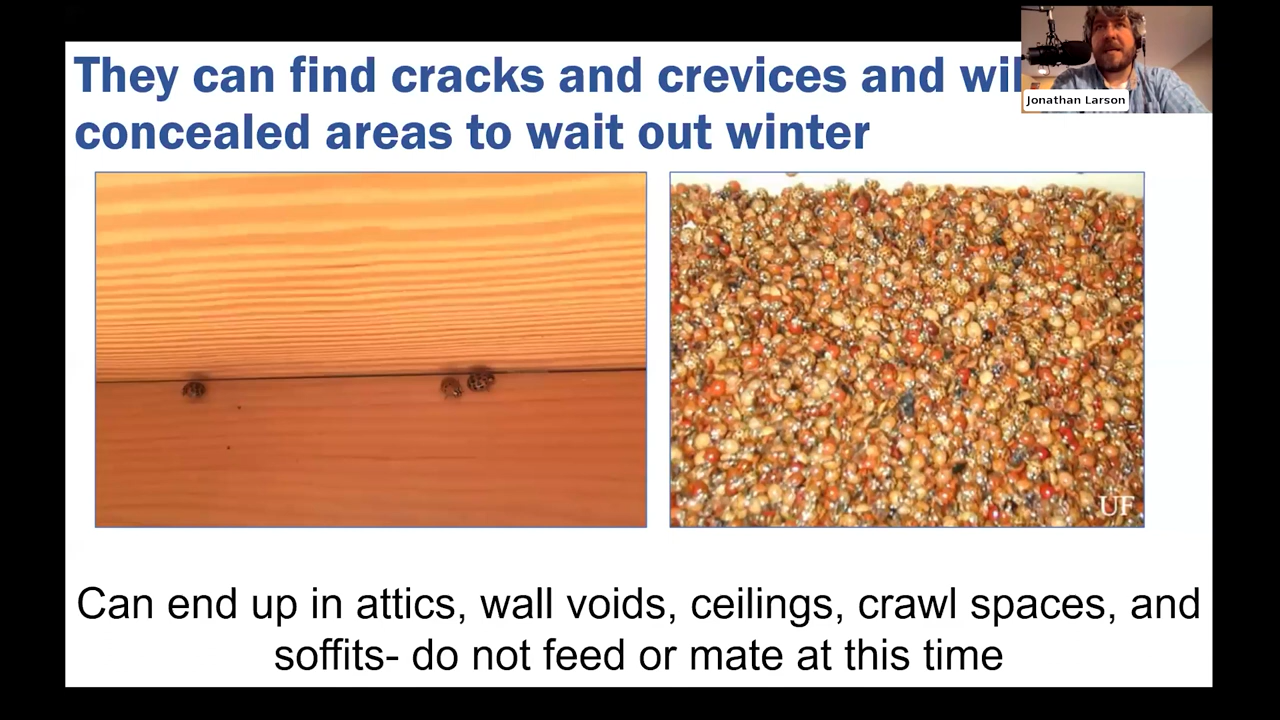 They can find cracks and crevices and
concealed areas to wait out winter
Jonathan Larson
UF
Can end up in attics, wall voids, ceilings, crawl spaces, and
soffits- do not feed or mate at this time